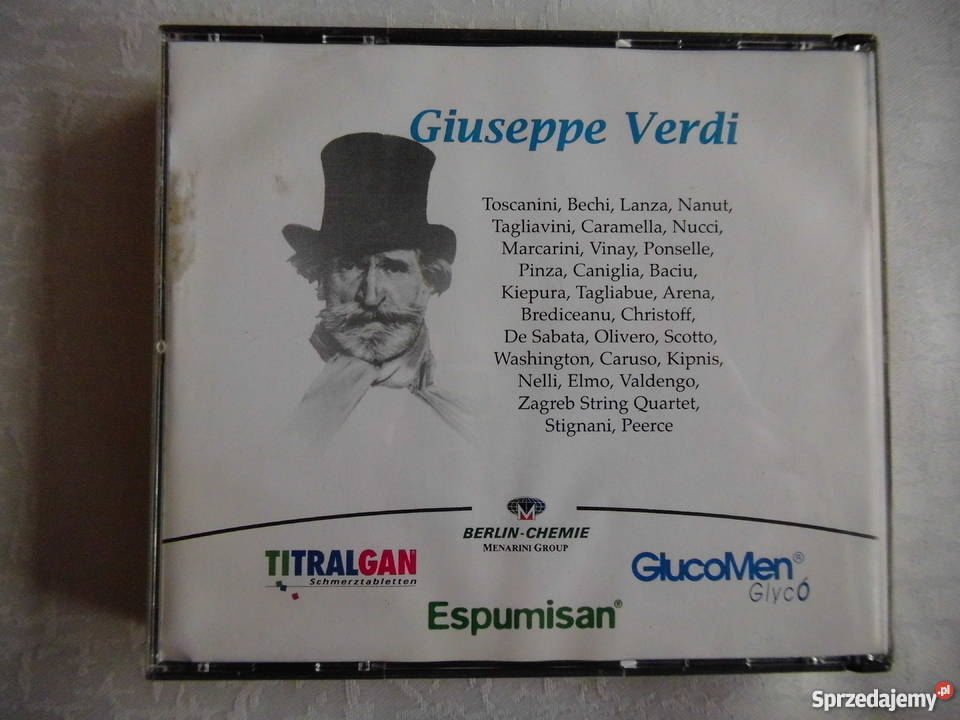 Giuseppe Verdi
Toscanini, Bechi, Lanza, Nanut,
Tagliavini, Caramella, Nucci,
Marcarini, Vinay, Ponselle,
Pinza, Caniglia, Baciu,
Kiepura, Tagliabue, Arena,
Brediceanu, Christoff,
De Sabata, Olivero, Scotto,
Washington, Caruso, Kipnis,
Nelli, Elmo, Valdengo,
Zagreb String Quartet,
Stignani, Peerce
M
BERLIN-CHEMIE
MENARINI GROUP
TITRALGAN®
Schmerztabletten
GlucoMen®
Glycó
Espumisan®
Sprzedajemy.pl